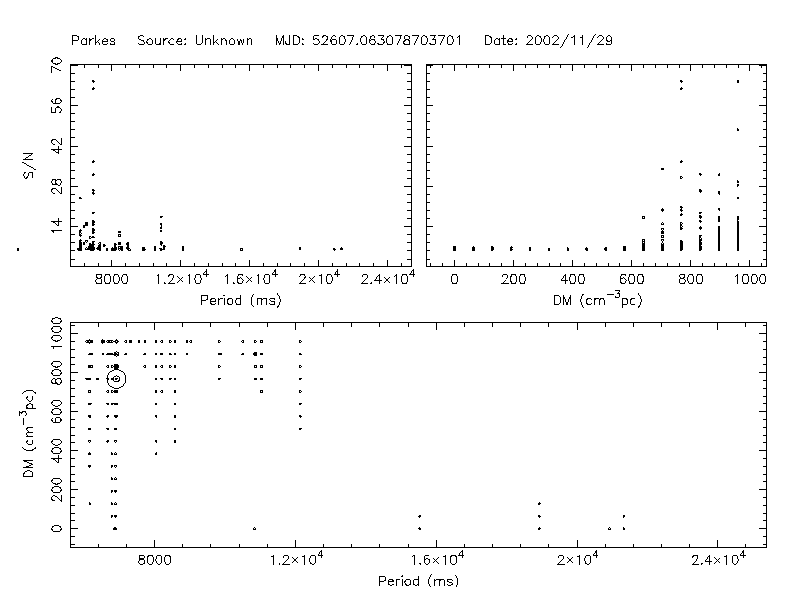 Parkes Source: Unknown MJD: 52607.063078703701 Date: 2002/11/29
S/N
70
56
42
28
14
8000 1.2×10⁴ 1.6×10⁴ 2×10⁴ 2.4×10⁴
Period (ms)
0 200 400 600 800 1000
DM (cm⁻³pc)
DM (cm⁻³pc)
1000
800
600
400
200
0
8000 1.2×10⁴ 1.6×10⁴ 2×10⁴ 2.4×10⁴
Period (ms)